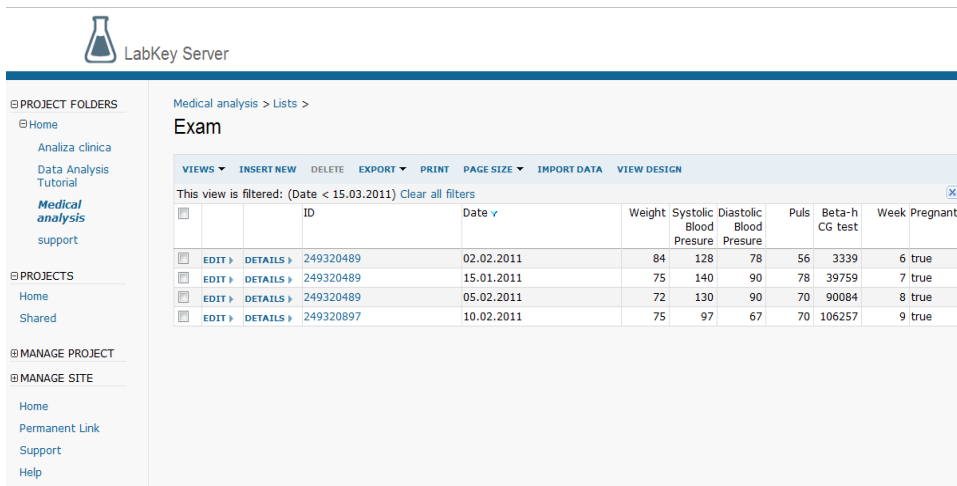 LabKey Server
PROJECT FOLDERS
Home
Analiza clinica
Data Analysis
Tutorial
Medical
analysis
support
PROJECTS
Home
Shared
MANAGE PROJECT
MANAGE SITE
Home
Permanent Link
Support
Help
Medical analysis > Lists >
Exam
VIEWS INSERT NEW DELETE EXPORT PRINT PAGE SIZE IMPORT DATA VIEW DESIGN
This view is filtered: (Date < 15.03.2011) Clear all filters
ID Date Weight Systolic Diastolic Puls Beta-h Week Pregnant
Blood Blood CG test
Presure Presure
EDIT DETAILS 249320489 02.02.2011 84 128 78 56 3339 6 true
EDIT DETAILS 249320489 15.01.2011 75 140 90 78 39759 7 true
EDIT DETAILS 249320489 05.02.2011 72 130 90 70 90084 8 true
EDIT DETAILS 249320897 10.02.2011 75 97 67 70 106257 9 true